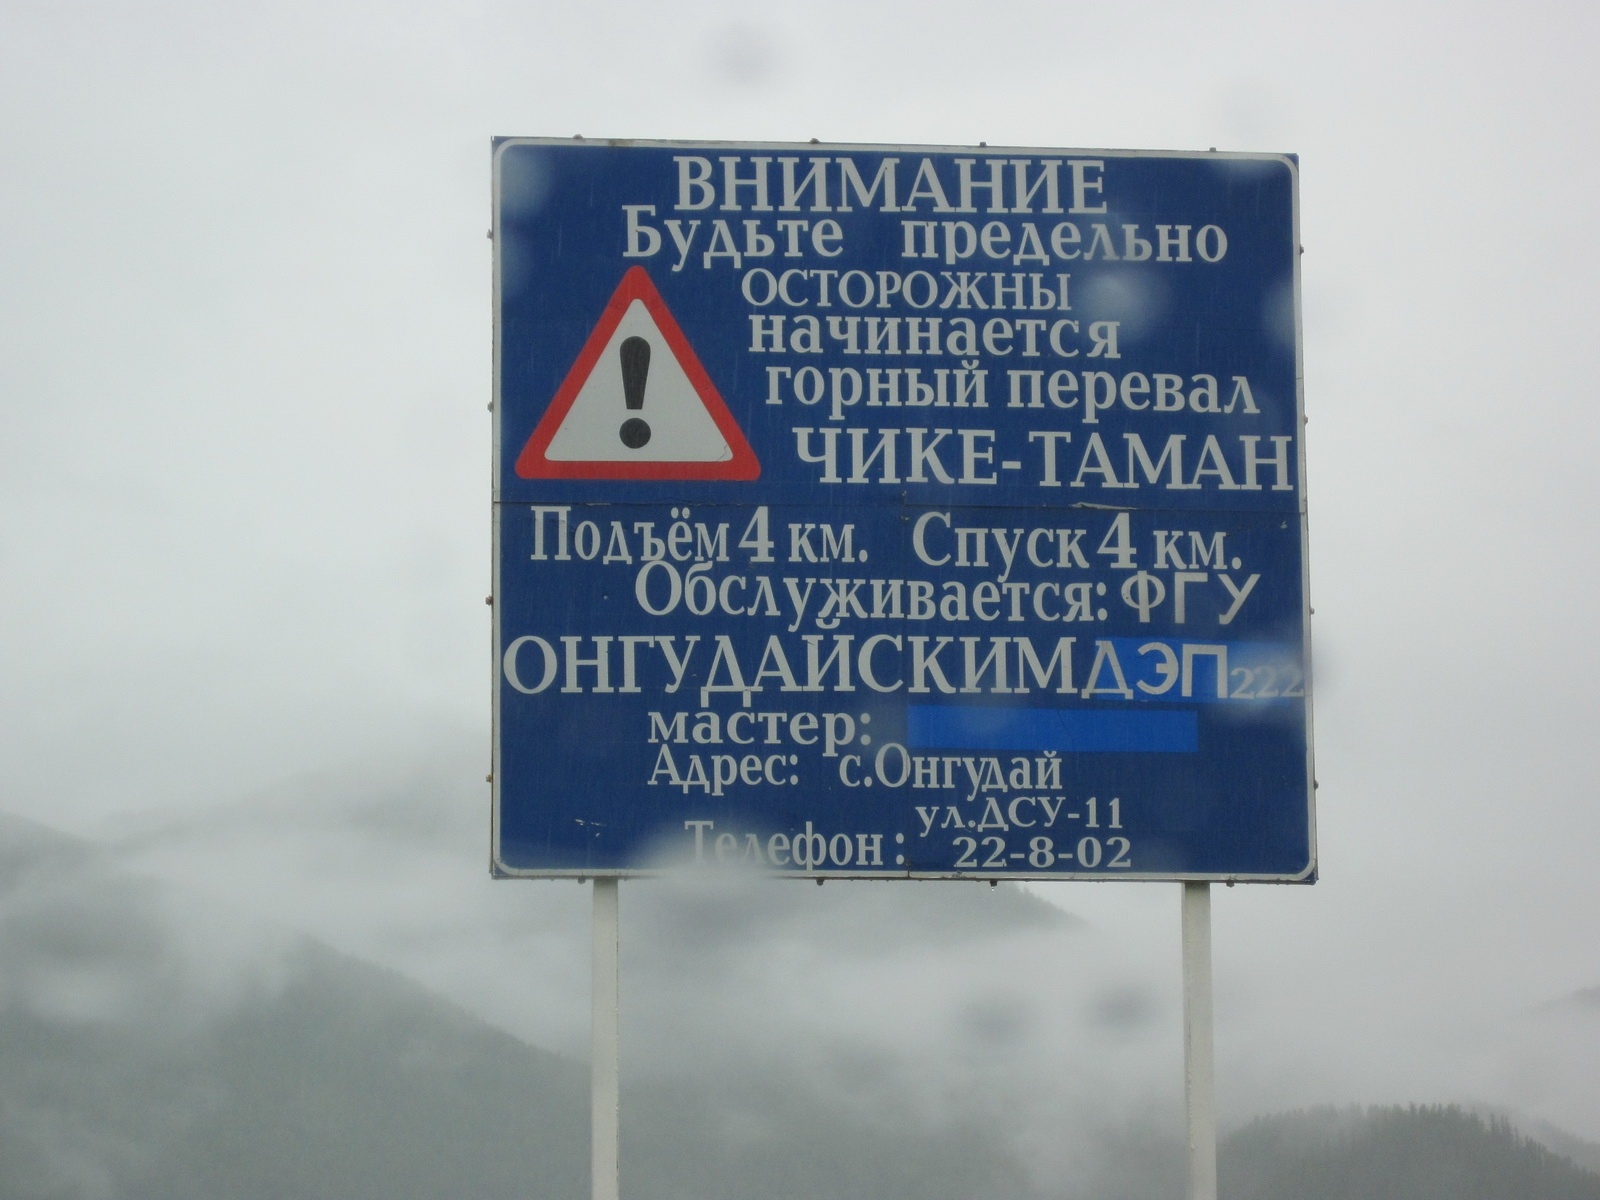 ВНИМАНИЕ
Будьте предельно
ОСТОРОЖНЫ
начинается
горный перевал
ЧИКЕ-ТАМАН
Подъём 4 км. Спуск 4 км.
Обслуживается: ФГУ
ОНГУДАЙСКИМ ДЭП 222
мастер:
Адрес: с.Онгудай
ул.ДСУ-11
Телефон: 22-8-02